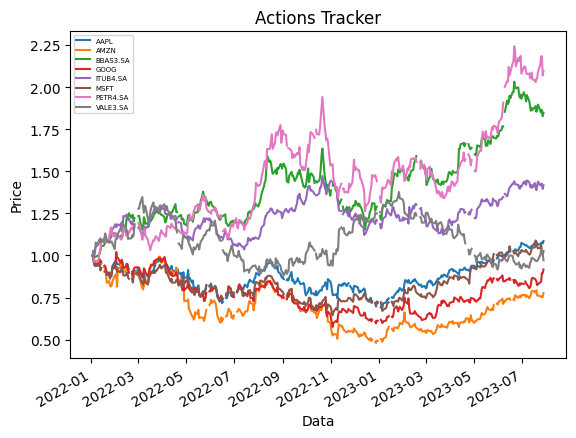 Actions Tracker
AAPL
AMZN
BBAS3.SA
GOOG
ITUB4.SA
MSFT
PETR4.SA
VALE3.SA
2.25
2.00
1.75
1.50
1.25
1.00
0.75
0.50
Price
2022-01
2022-03
2022-05
2022-07
2022-09
2022-11
2023-01
2023-03
2023-05
2023-07
Data